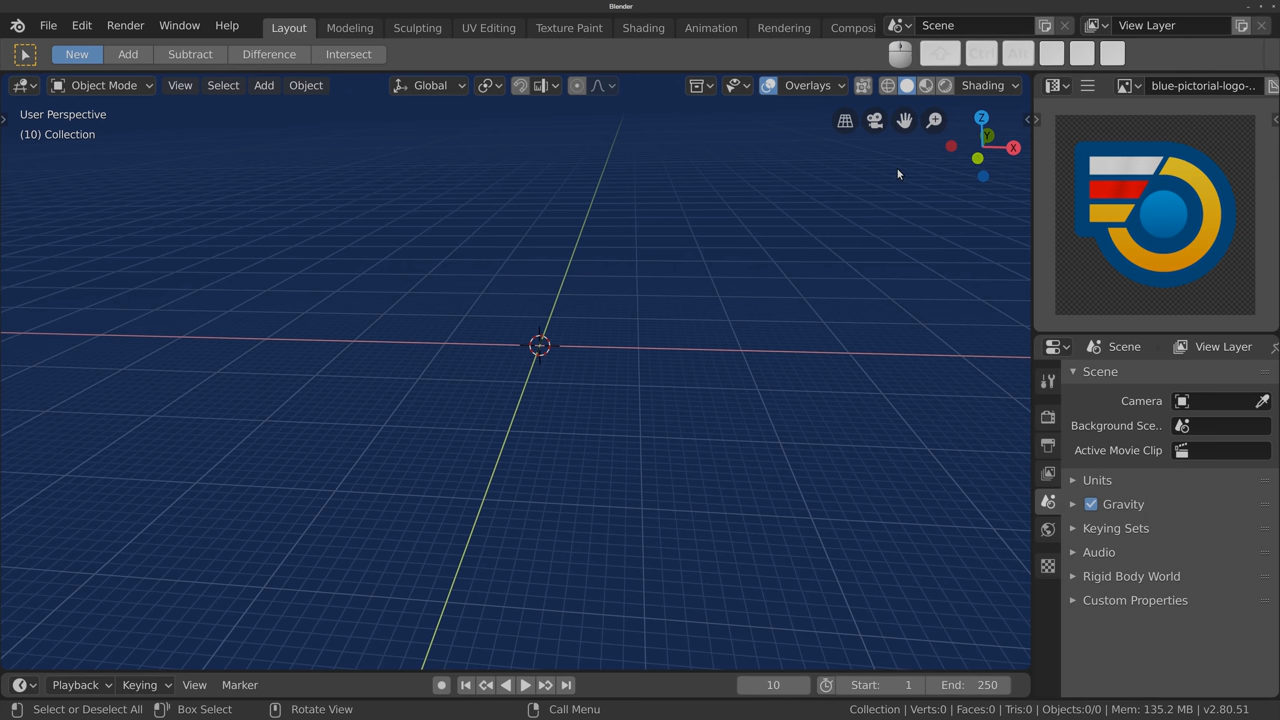 Blender
File Edit Render Window Help Layout Modeling Sculpting UV Editing Texture Paint Shading Animation Rendering Composi Scene View Layer
New Add Subtract Difference Intersect Ctrl Alt
Object Mode View Select Add Object Global Overlays Shading blue-pictorial-logo-..
User Perspective
(10) Collection
Z
Y
X
Scene View Layer
Scene
Camera
Background Sce..
Active Movie Clip
Units
Gravity
Keying Sets
Audio
Rigid Body World
Custom Properties
Playback Keying View Marker 10 Start: 1 End: 250
Select or Deselect All Box Select Rotate View Call Menu Collection | Verts:0 | Faces:0 | Tris:0 | Objects:0/0 | Mem: 135.2 MB | v2.80.51